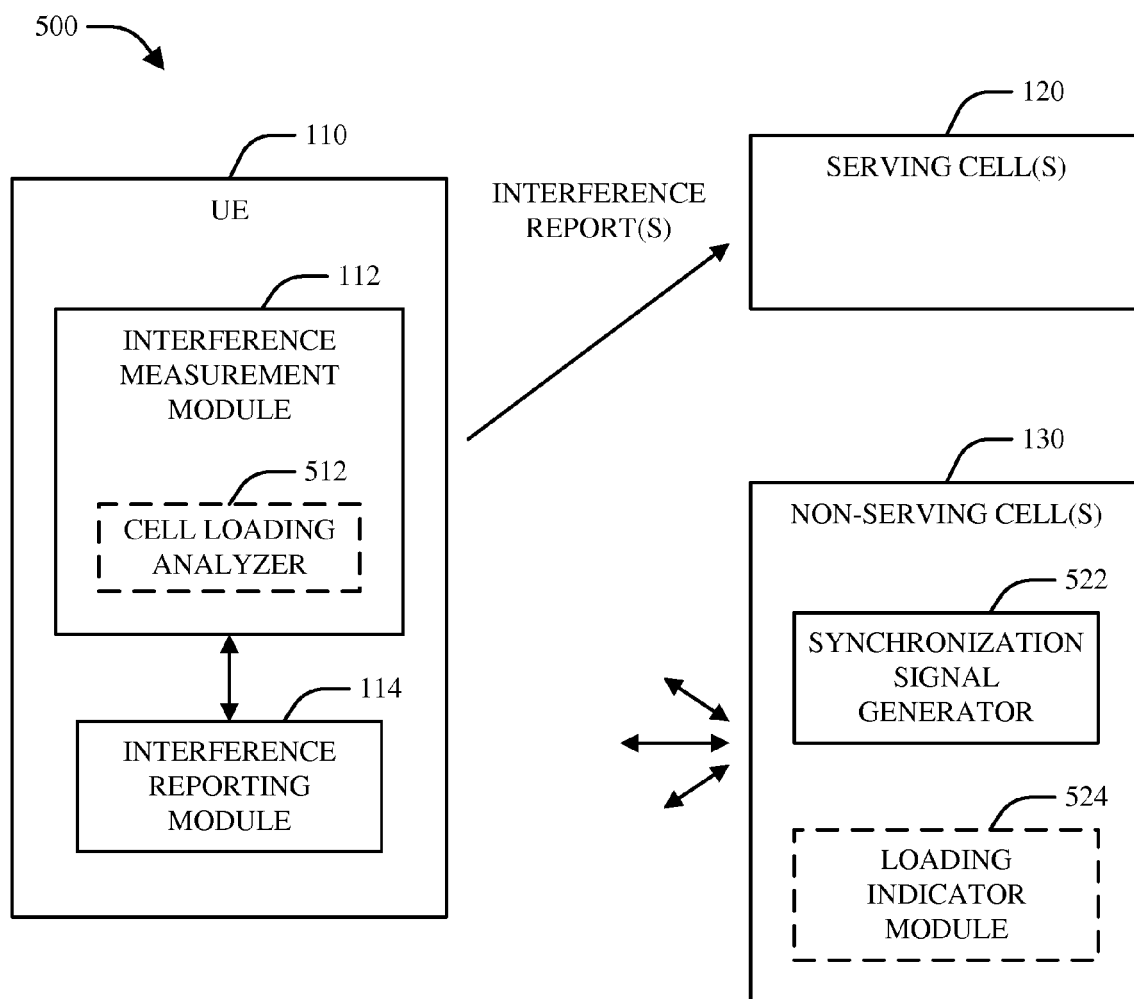 500
110
UE
112
INTERFERENCE
MEASUREMENT
MODULE
512
CELL LOADING
ANALYZER
114
INTERFERENCE
REPORTING
MODULE
INTERFERENCE
REPORT(S)
120
SERVING CELL(S)
130
NON-SERVING CELL(S)
522
SYNCHRONIZATION
SIGNAL
GENERATOR
524
LOADING
INDICATOR
MODULE